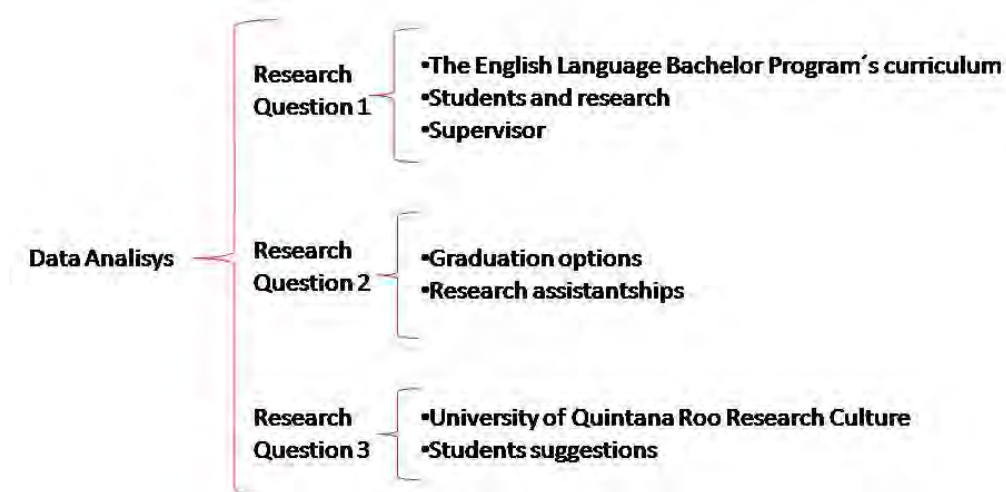 Data Analisys
Research
Question 1
•The English Language Bachelor Program´s curriculum
•Students and research
•Supervisor
Research
Question 2
•Graduation options
•Research assistantships
Research
Question 3
•University of Quintana Roo Research Culture
•Students suggestions